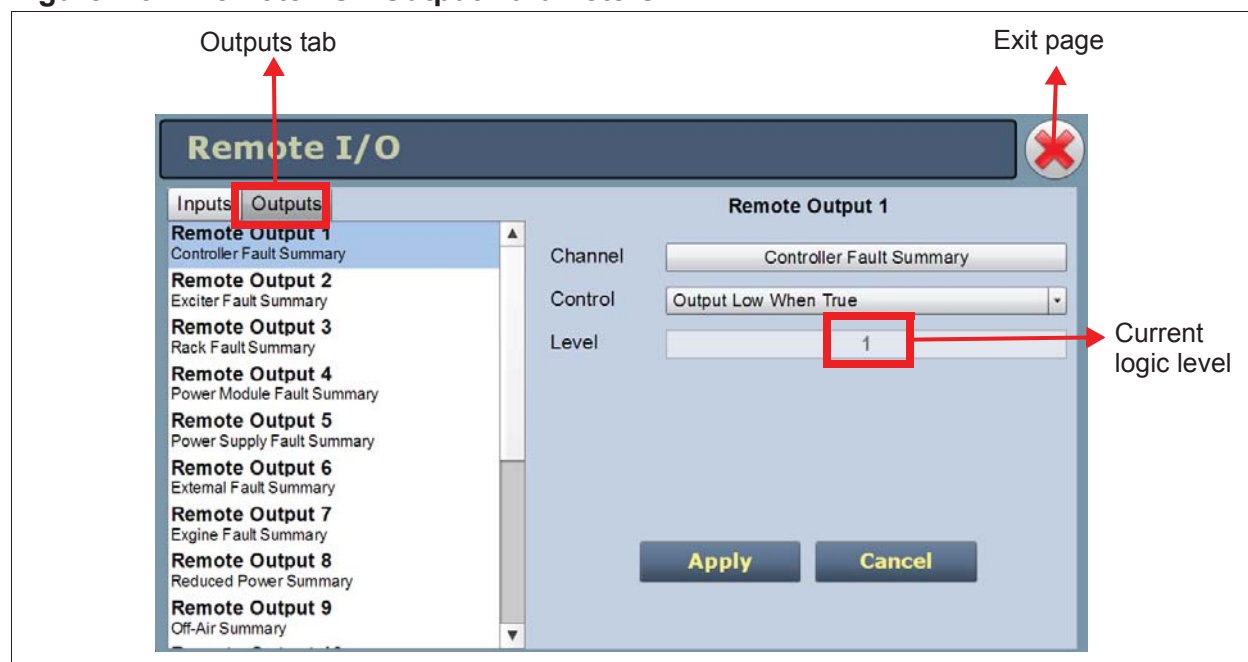 Outputs tab
Exit page
Remote I/O
Inputs
Outputs
Remote Output 1
Controller Fault Summary
Remote Output 2
Exciter Fault Summary
Remote Output 3
Rack Fault Summary
Remote Output 4
Power Module Fault Summary
Remote Output 5
Power Supply Fault Summary
Remote Output 6
External Fault Summary
Remote Output 7
Exgine Fault Summary
Remote Output 8
Reduced Power Summary
Remote Output 9
Off-Air Summary
Remote Output 1
Channel
Controller Fault Summary
Control
Output Low When True
Level
1
Apply
Cancel
Current
logic level